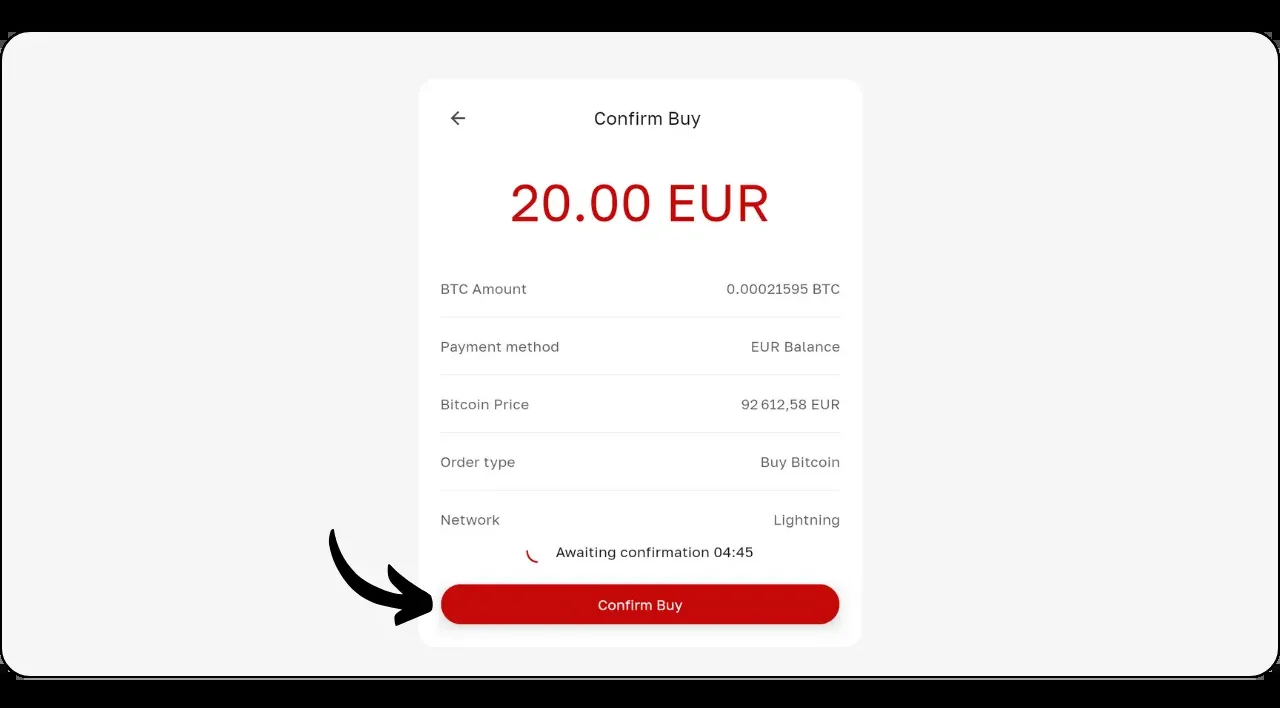 Confirm Buy
20.00 EUR
BTC Amount 0.00021595 BTC
Payment method EUR Balance
Bitcoin Price 92 612,58 EUR
Order type Buy Bitcoin
Network Lightning
Awaiting confirmation 04:45
Confirm Buy